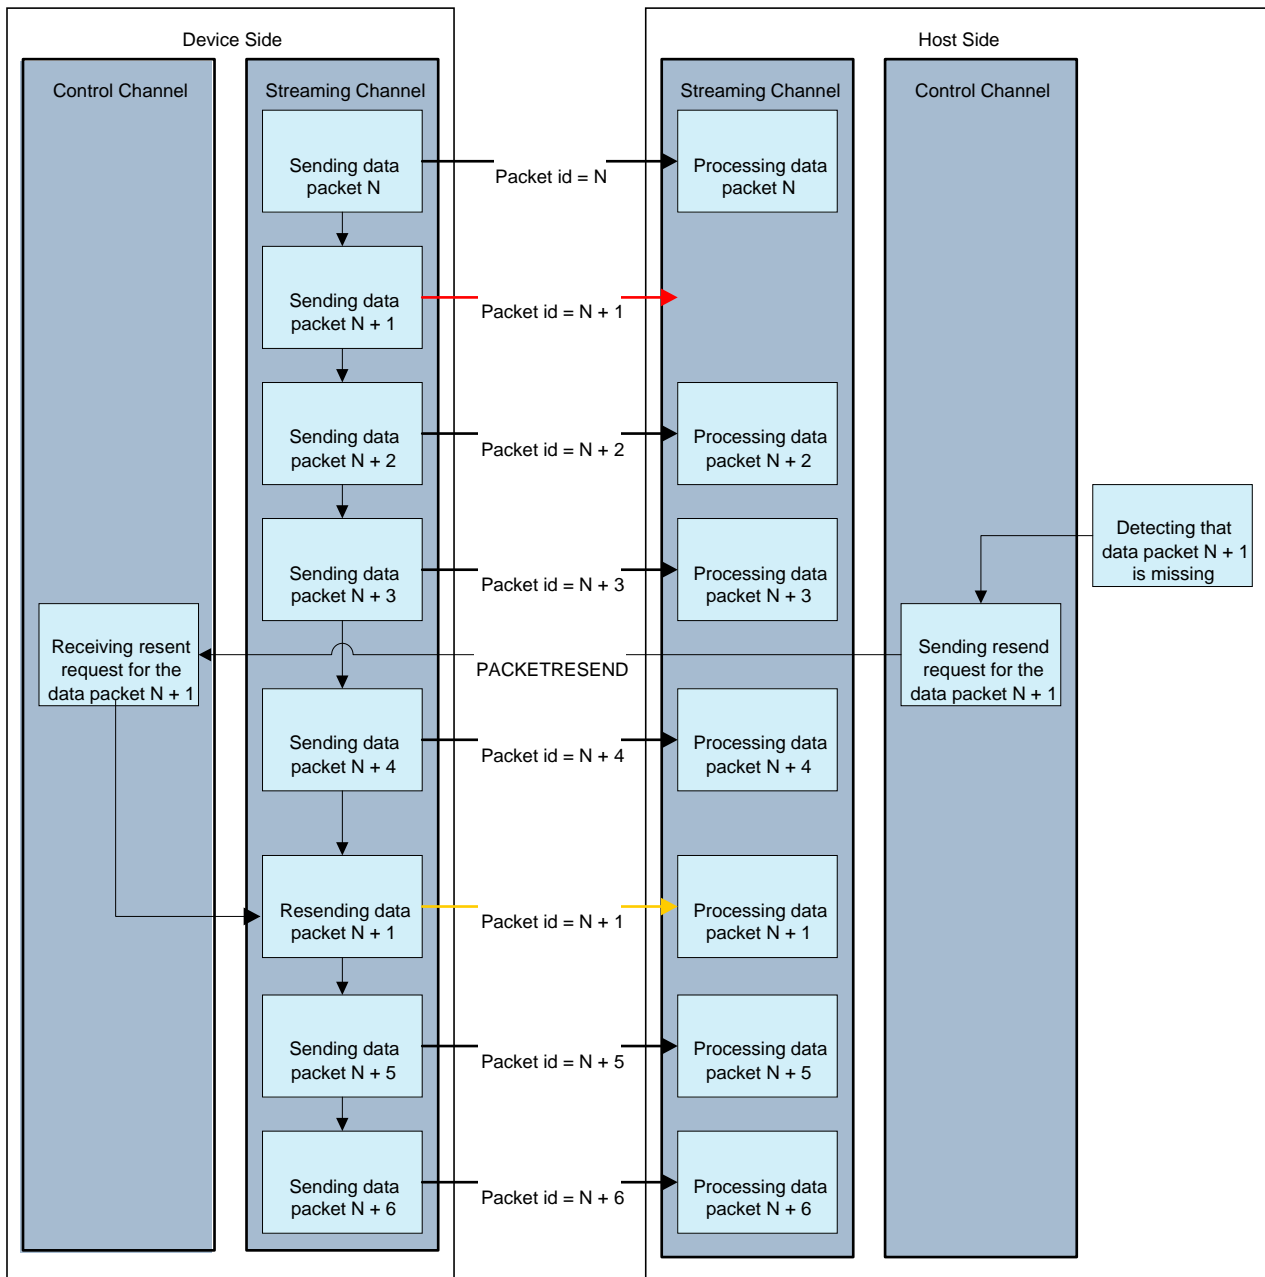 Device Side
Host Side
Control Channel
Streaming Channel
Streaming Channel
Control Channel
Sending data
packet N
Packet id = N
Processing data
packet N
Sending data
packet N + 1
Packet id = N + 1
Sending data
packet N + 2
Packet id = N + 2
Processing data
packet N + 2
Detecting that
data packet N + 1
is missing
Sending data
packet N + 3
Packet id = N + 3
Processing data
packet N + 3
Receiving resent
request for the
data packet N + 1
PACKETRESEND
Sending resend
request for the
data packet N + 1
Sending data
packet N + 4
Packet id = N + 4
Processing data
packet N + 4
Resending data
packet N + 1
Packet id = N + 1
Processing data
packet N + 1
Sending data
packet N + 5
Packet id = N + 5
Processing data
packet N + 5
Sending data
packet N + 6
Packet id = N + 6
Processing data
packet N + 6